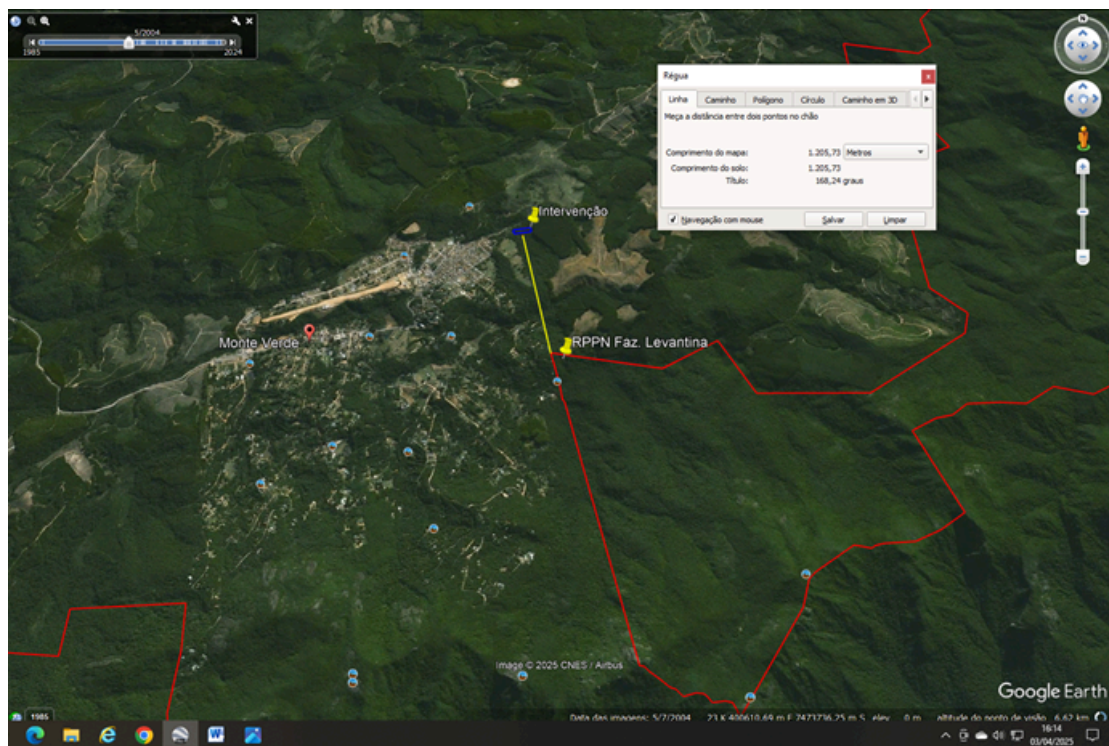 5/2004
1985
2024
Régua
Linha
Caminho
Polígono
Círculo
Caminho em 3D
Meça a distância entre dois pontos no chão
Comprimento do mapa: 1.205,73 Metros
Comprimento do solo: 1.205,73
Título: 168,24 graus
Navegação com mouse
Salvar
Limpar
N
Intervenção
Monte Verde
RPPN Faz. Levantina
Image © 2025 CNES / Airbus
Google Earth
1985
Data das imagens: 5/7/2004 23 K 400610.69 m E 7473736.25 m S elev 0 m altitude do ponto de visão 6.62 km
16:14
03/04/2025